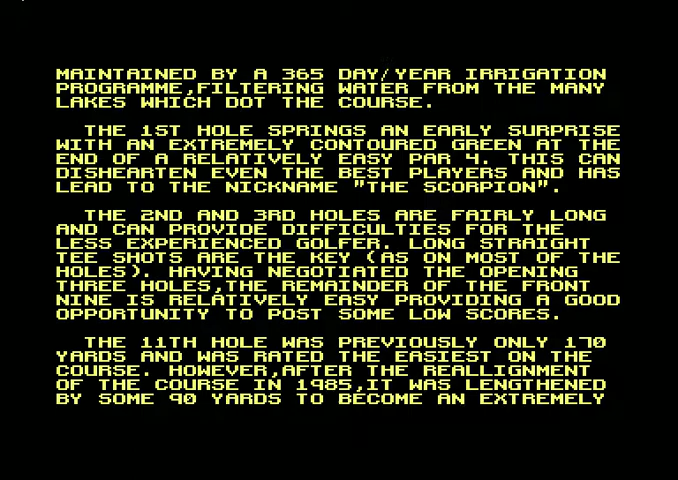 MAINTAINED BY A 365 DAY/YEAR IRRIGATION
PROGRAMME,FILTERING WATER FROM THE MANY
LAKES WHICH DOT THE COURSE.
THE 1ST HOLE SPRINGS AN EARLY SURPRISE
WITH AN EXTREMELY CONTOURED GREEN AT THE
END OF A RELATIVELY EASY PAR 4. THIS CAN
DISHEARTEN EVEN THE BEST PLAYERS AND HAS
LEAD TO THE NICKNAME "THE SCORPION".
THE 2ND AND 3RD HOLES ARE FAIRLY LONG
AND CAN PROVIDE DIFFICULTIES FOR THE
LESS EXPERIENCED GOLFER. LONG STRAIGHT
TEE SHOTS ARE THE KEY (AS ON MOST OF THE
HOLES). HAVING NEGOTIATED THE OPENING
THREE HOLES,THE REMAINDER OF THE FRONT
NINE IS RELATIVELY EASY PROVIDING A GOOD
OPPORTUNITY TO POST SOME LOW SCORES.
THE 11TH HOLE WAS PREVIOUSLY ONLY 170
YARDS AND WAS RATED THE EASIEST ON THE
COURSE. HOWEVER,AFTER THE REALLIGNMENT
OF THE COURSE IN 1985,IT WAS LENGTHENED
BY SOME 90 YARDS TO BECOME AN EXTREMELY